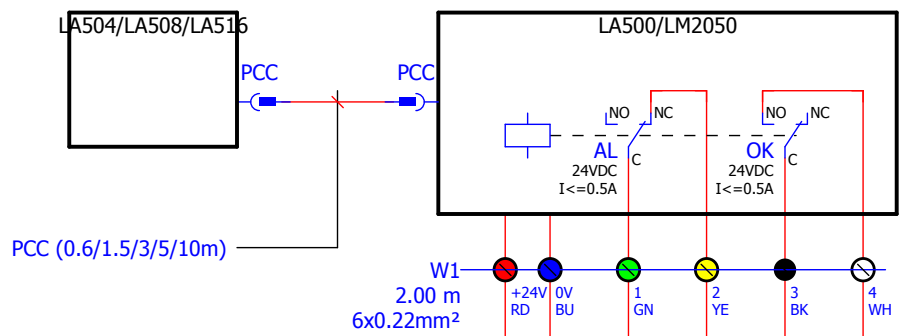 LA504/LA508/LA516
LA500/LM2050
PCC
PCC
NO
NC
NO
NC
AL
C
OK
C
24VDC
I<=0.5A
24VDC
I<=0.5A
PCC (0.6/1.5/3/5/10m)
W1
2.00 m
6x0.22mm²
+24V
RD
0V
BU
1
GN
2
YE
3
BK
4
WH